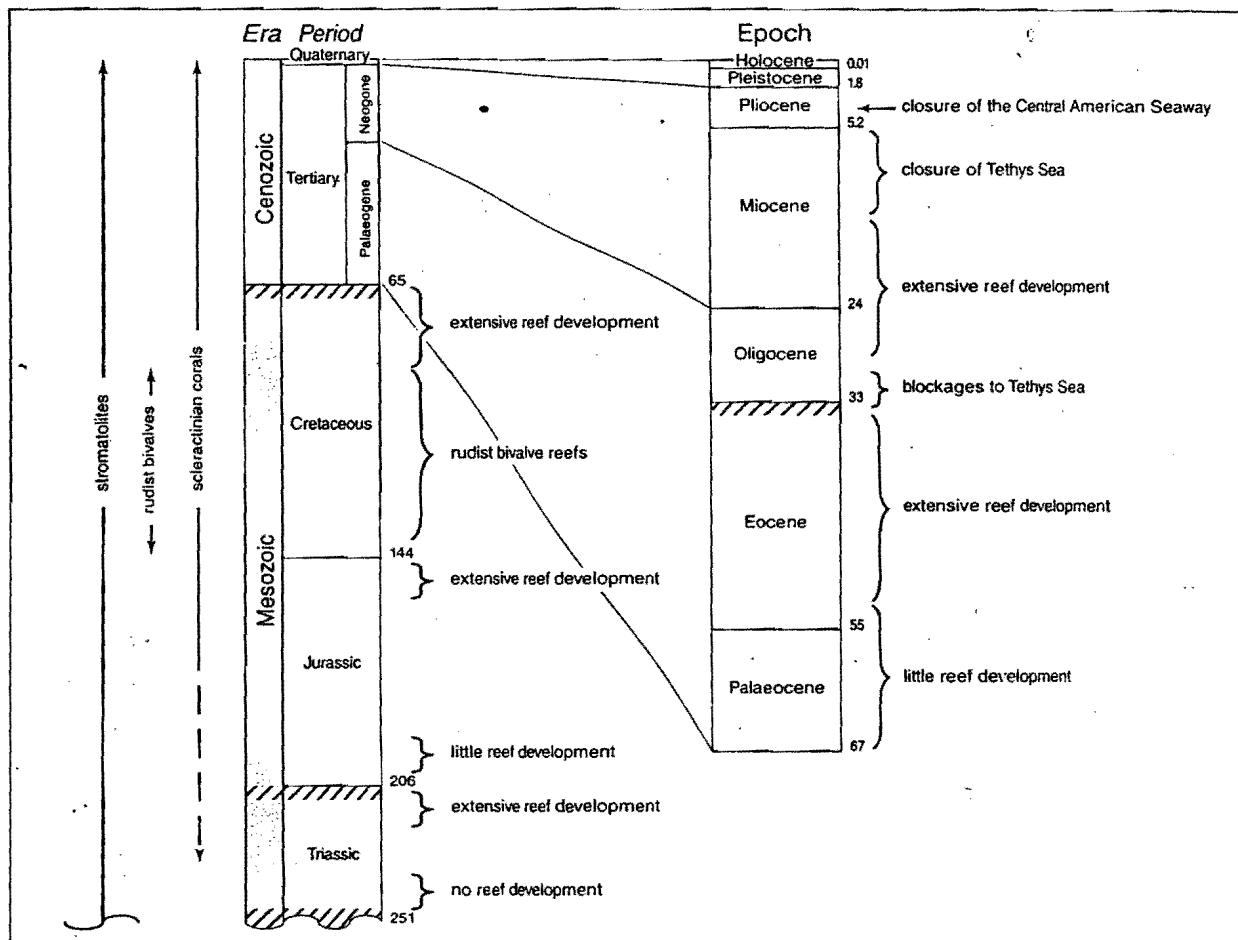 Era Period
Quaternary
Cenozoic
Tertiary
Neogone
Palaeogene
65
extensive reef development
Mesozoic
Cretaceous
rudist bivalve reefs
144
extensive reef development
Jurassic
little reef development
206
extensive reef development
Triassic
no reef development
251
stromatolites
rudist bivalves
scleractinian corals
Epoch
Holocene 0.01
Pleistocene 1.8
Pliocene
closure of the Central American Seaway
5.2
closure of Tethys Sea
Miocene
extensive reef development
24
Oligocene
blockages to Tethys Sea
33
extensive reef development
Eocene
55
little reef development
Palaeocene
67